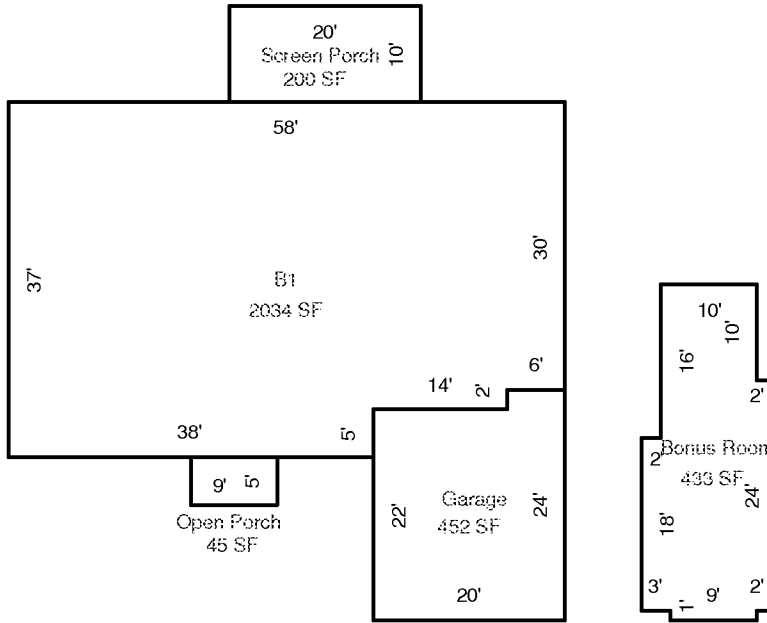 20'
Screen Porch
10'
200 SF
58'
37'
30'
B1
2034 SF
6'
14'
2'
38'
5'
9'
5'
Open Porch
45 SF
22'
Garage
452 SF
24'
20'
10'
10'
16'
2'
2'
Bonus Room
433 SF
24'
18'
3'
1'
9'
2'